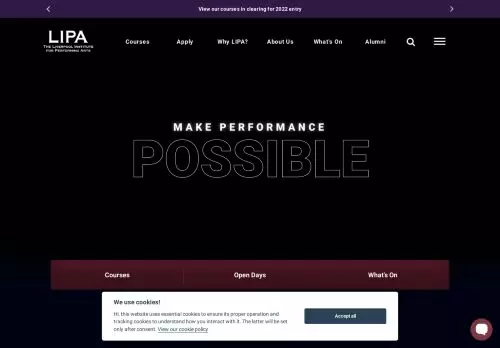 View our courses in clearing for 2022 entry
LIPA
The Liverpool Institute
for Performing Arts
Courses
Apply
Why LIPA?
About Us
What's On
Alumni
MAKE PERFORMANCE
POSSIBLE
Courses
Open Days
What's On
We use cookies!
Hi, this website uses essential cookies to ensure its proper operation and
tracking cookies to understand how you interact with it. The latter will be set
only after consent. View our cookie policy
Accept all